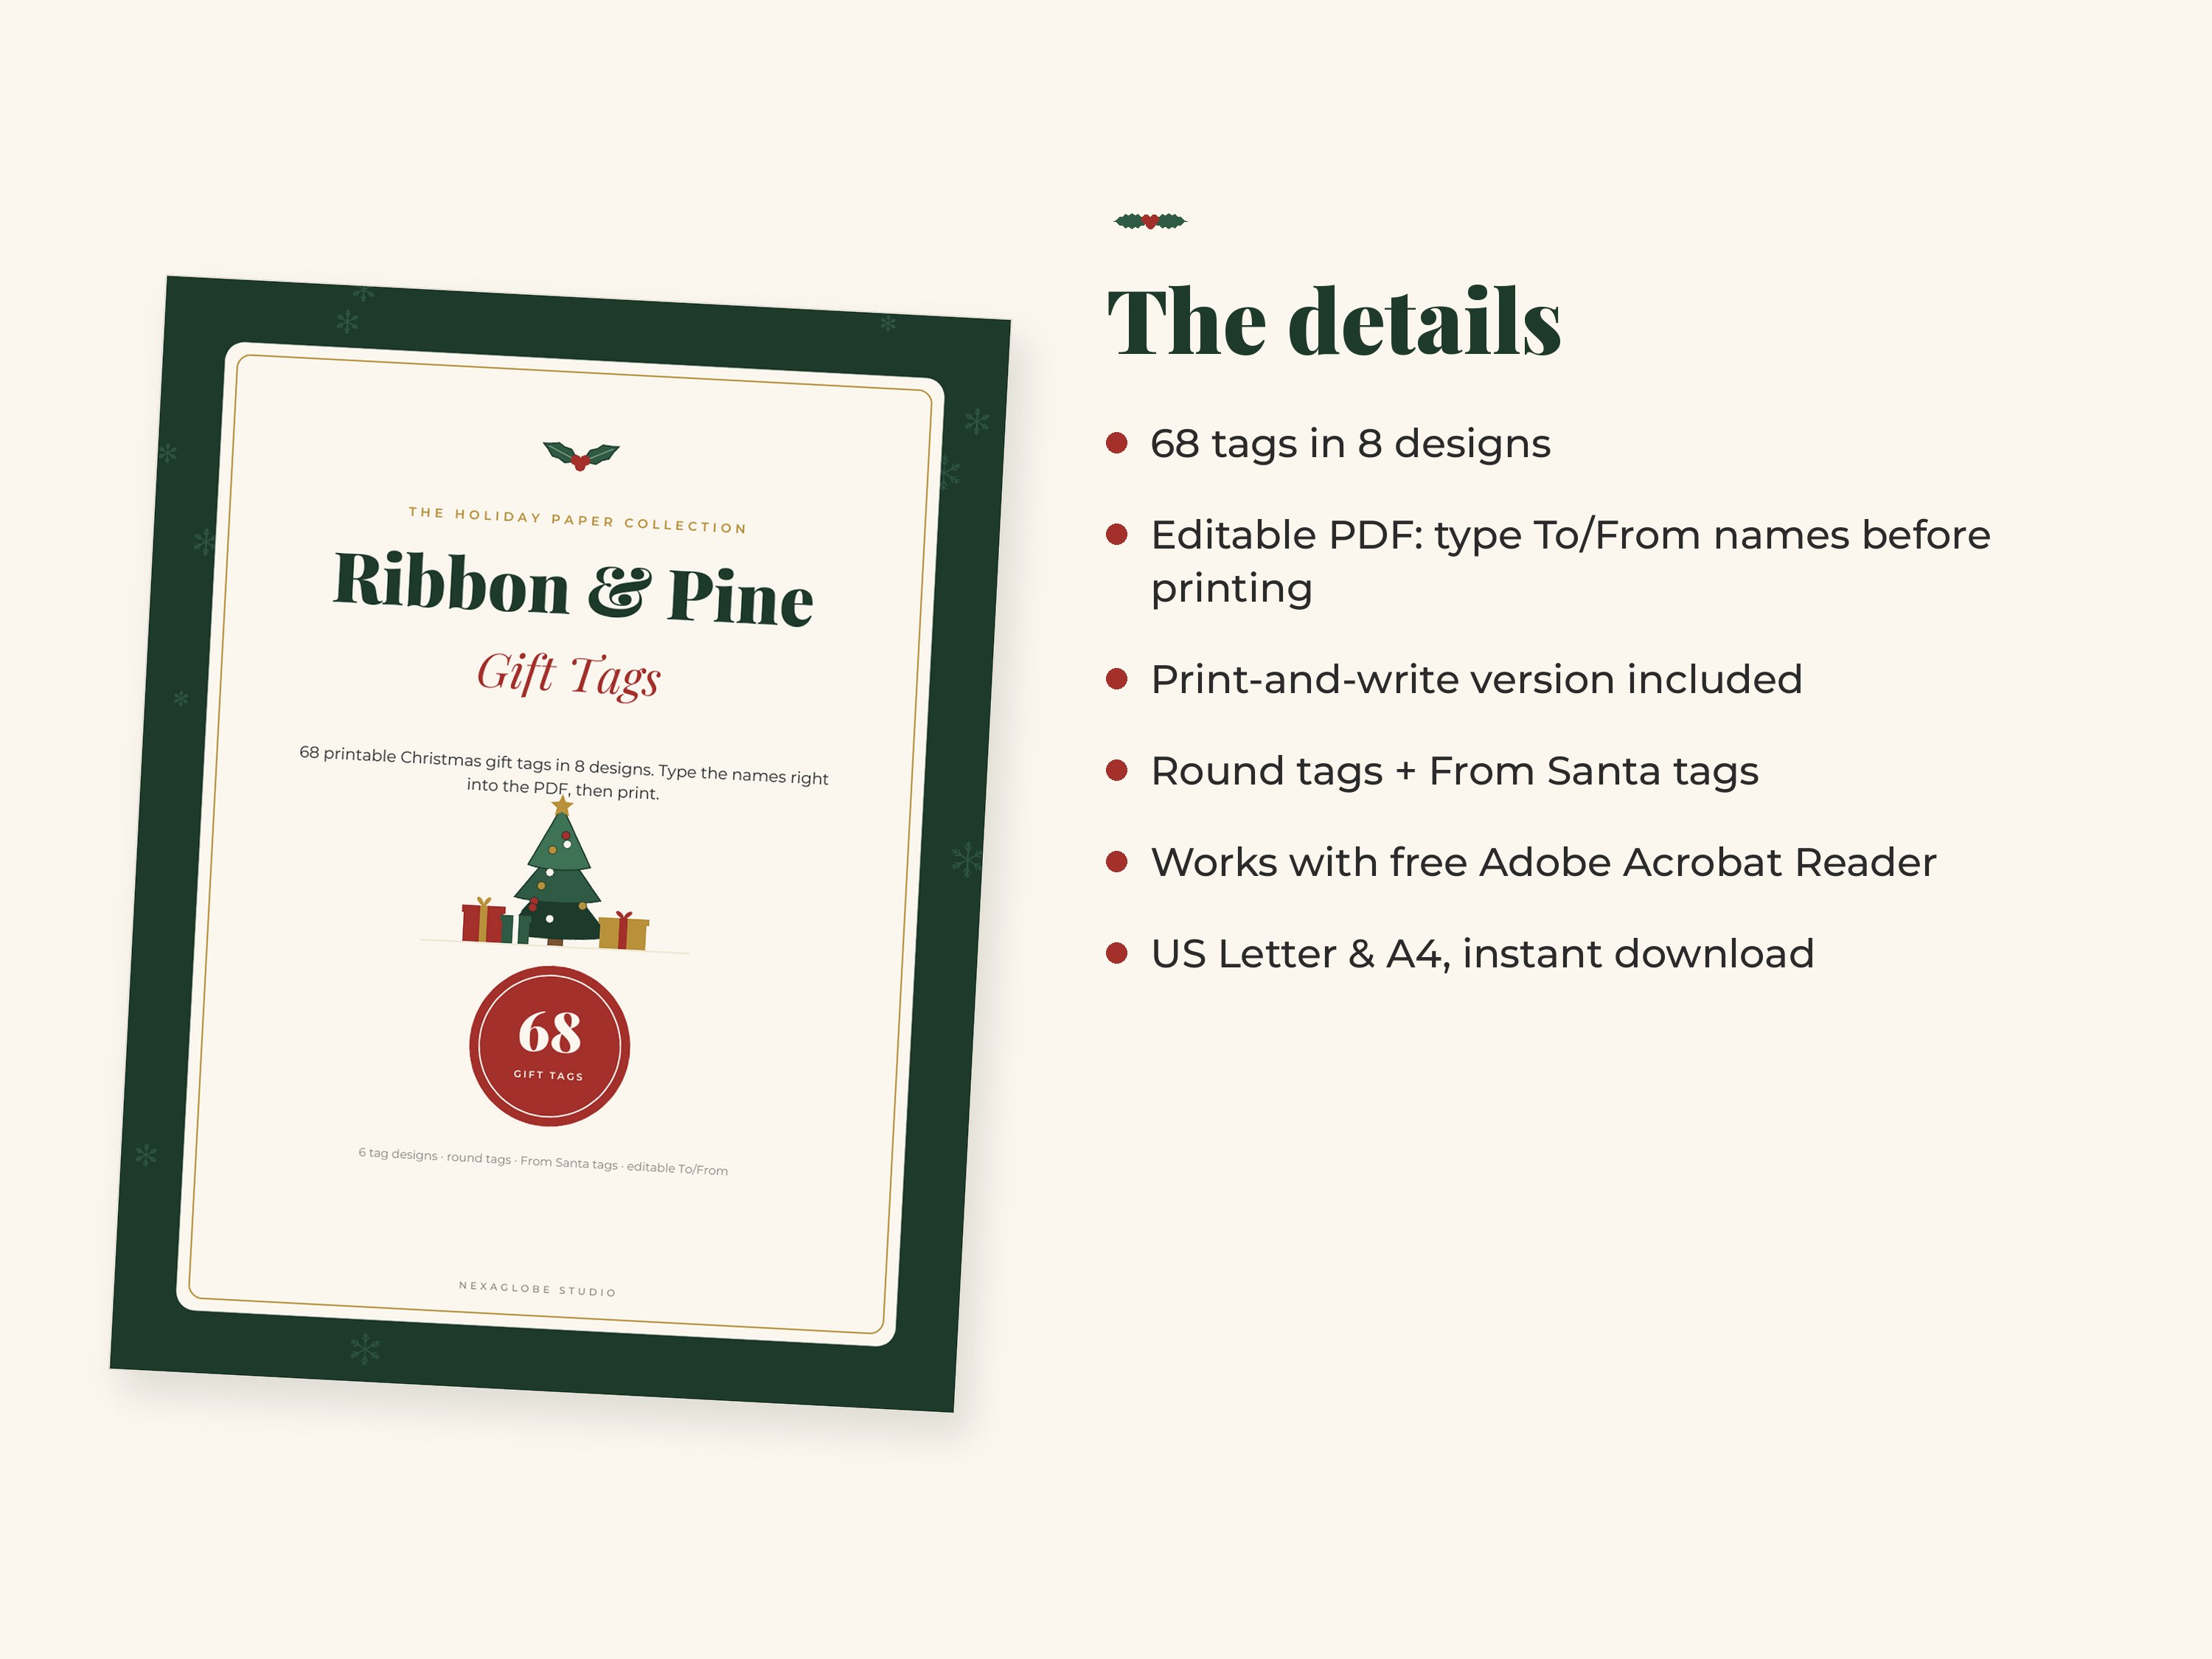 THE HOLIDAY PAPER COLLECTION
Ribbon & Pine
Gift Tags
68 printable Christmas gift tags in 8 designs. Type the names right
into the PDF, then print.
68
GIFT TAGS
6 tag designs · round tags · From Santa tags · editable To/From
NEXAGLOBE STUDIO
The details
68 tags in 8 designs
Editable PDF: type To/From names before
printing
Print-and-write version included
Round tags + From Santa tags
Works with free Adobe Acrobat Reader
US Letter & A4, instant download